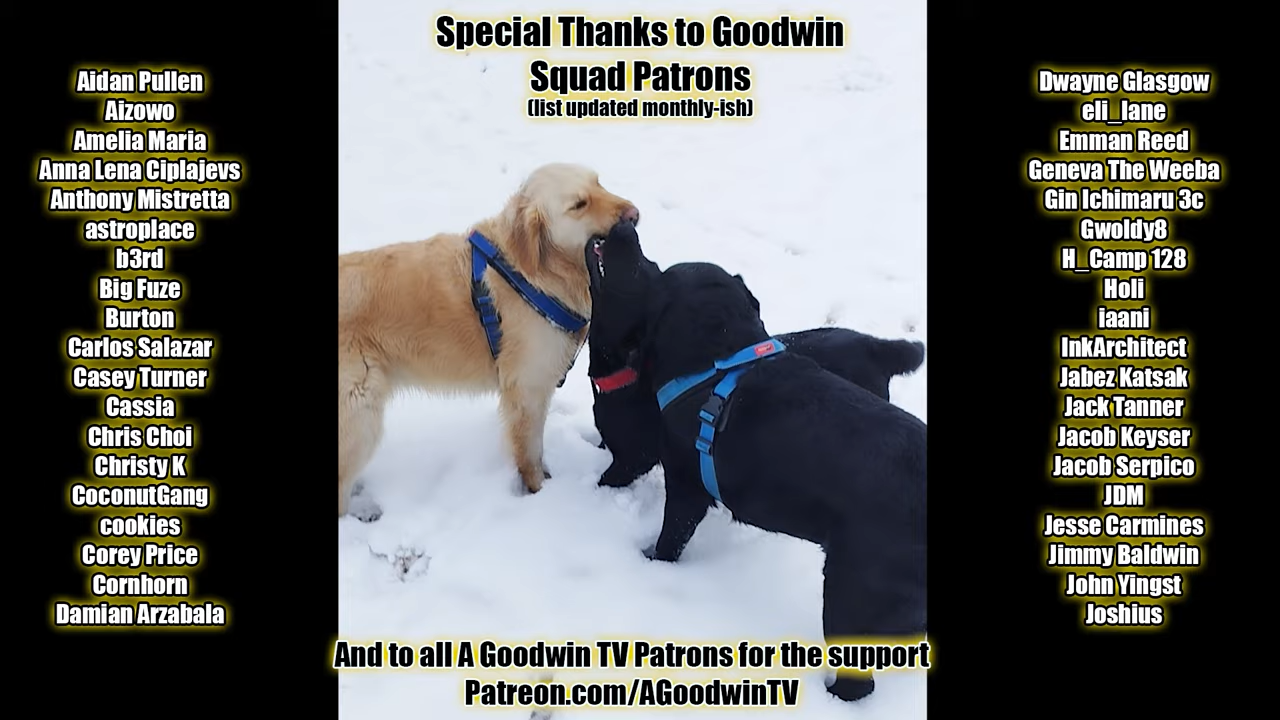 Special Thanks to Goodwin
Squad Patrons
(list updated monthly-ish)
Aidan Pullen
Aizowo
Amelia Maria
Anna Lena Ciplajevs
Anthony Mistretta
astroplace
b3rd
Big Fuze
Burton
Carlos Salazar
Casey Turner
Cassia
Chris Choi
Christy K
CoconutGang
cookies
Corey Price
Cornhorn
Damian Arzabala
Dwayne Glasgow
eli_lane
Emman Reed
Geneva The Weeba
Gin Ichimaru 3c
Gwoldy8
H_Camp 128
Holi
iaani
InkArchitect
Jabez Katsak
Jack Tanner
Jacob Keyser
Jacob Serpico
JDM
Jesse Carmines
Jimmy Baldwin
John Yingst
Joshius
And to all A Goodwin TV Patrons for the support
Patreon.com/AGoodwinTV